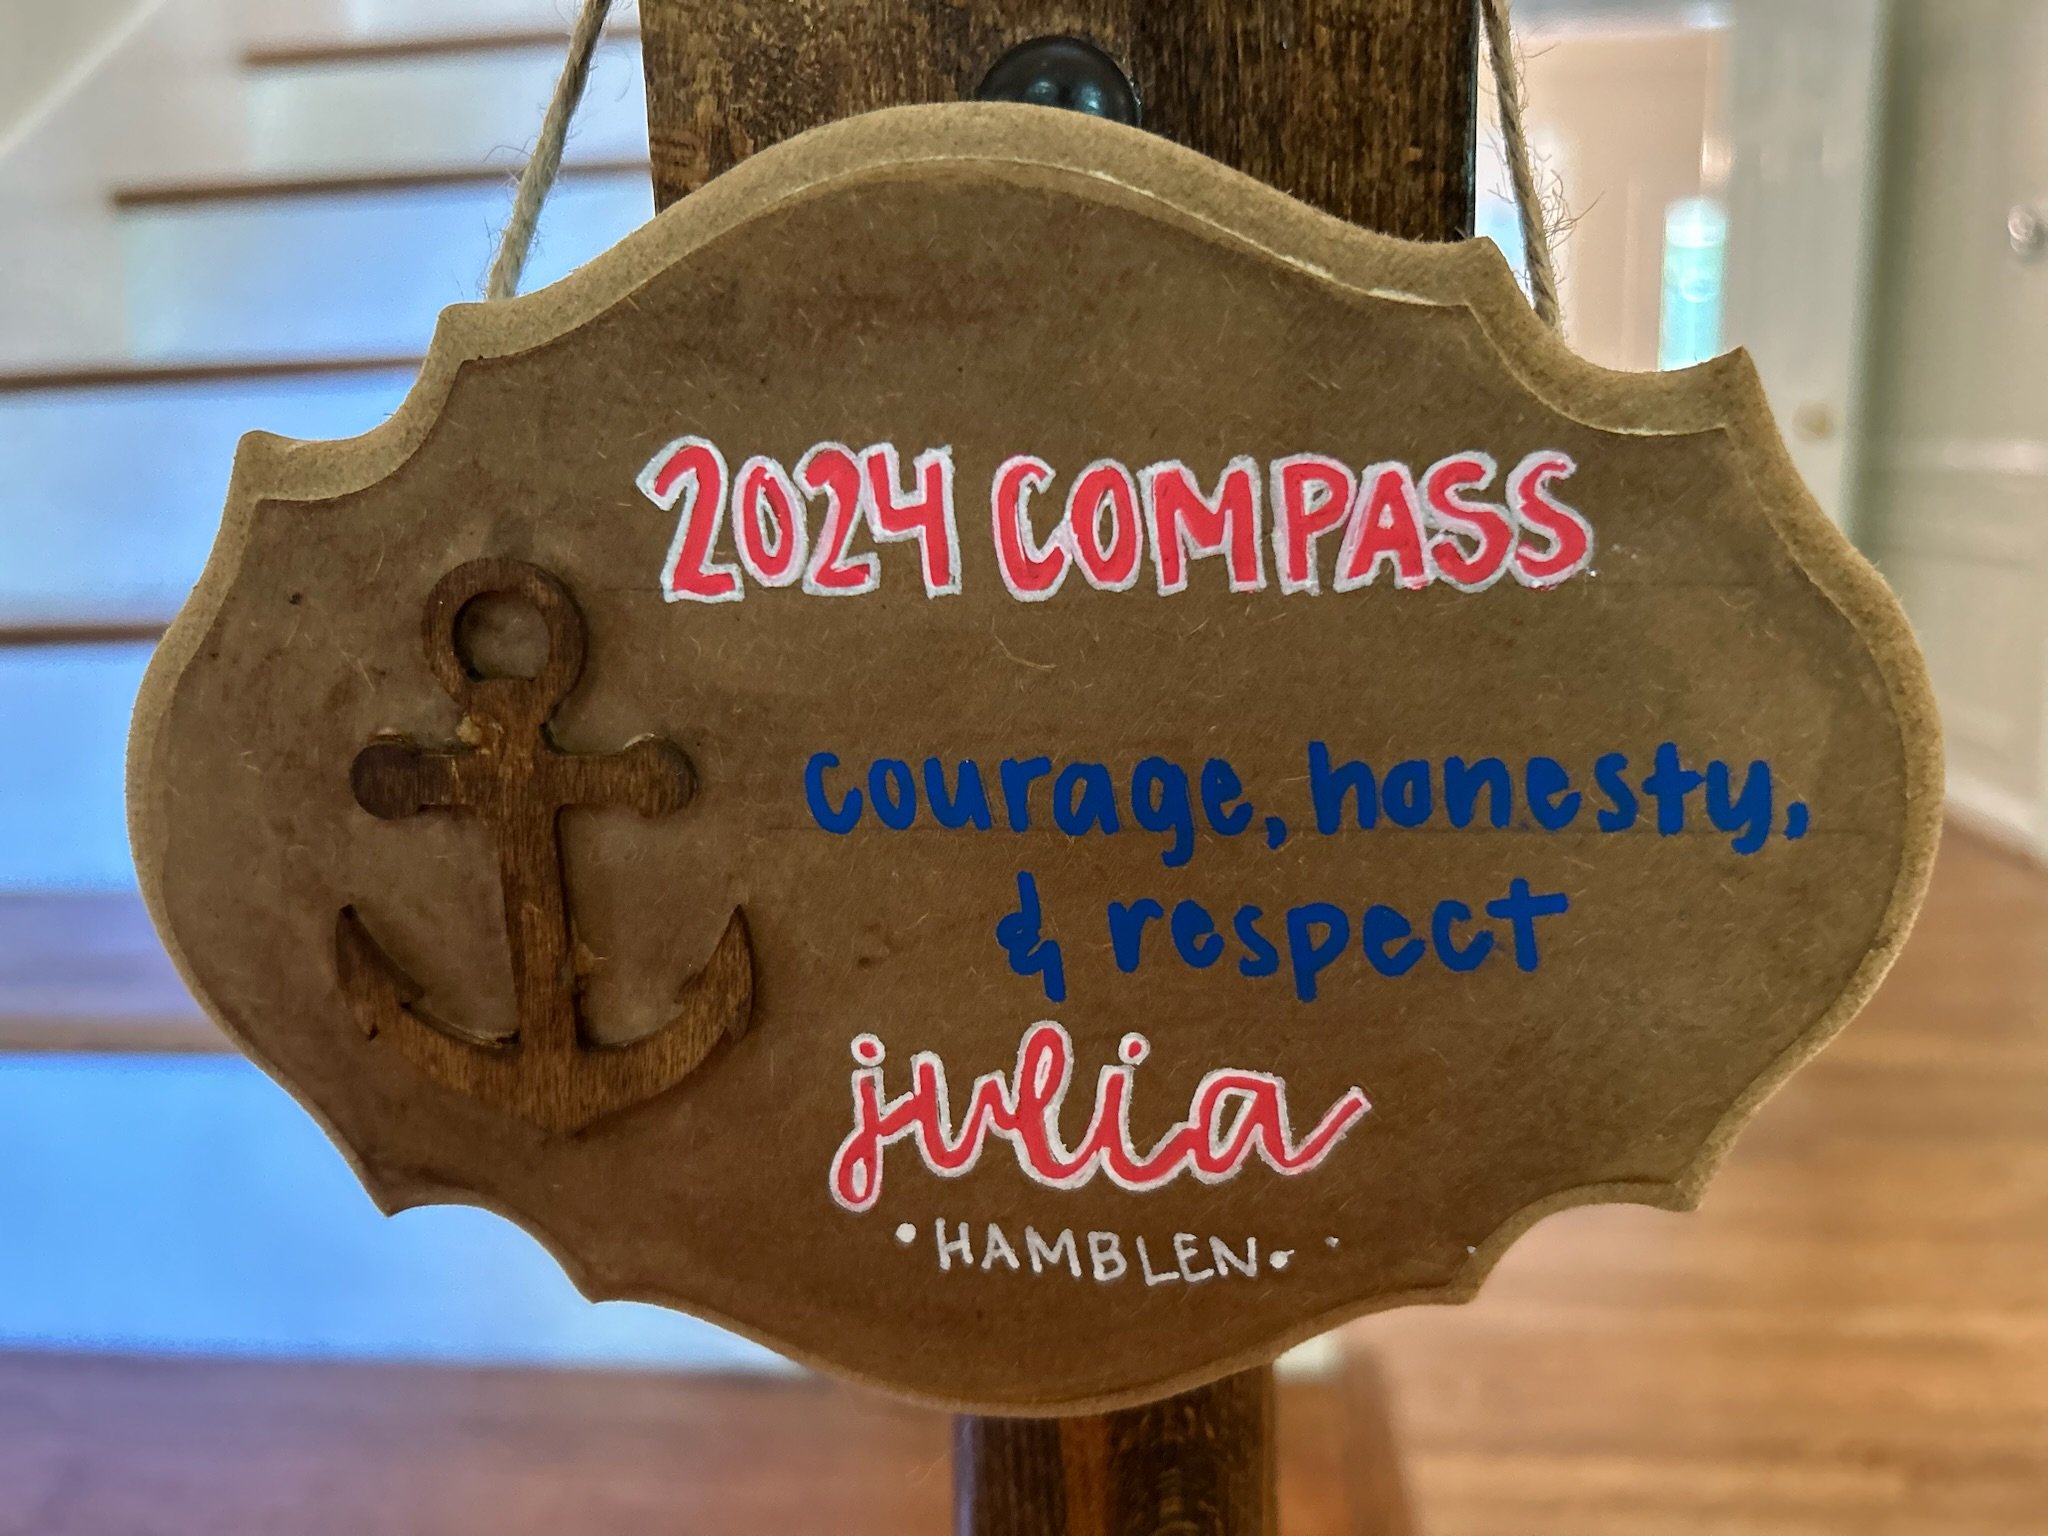 2024 COMPASS
courage, honesty,
& respect
julia
•HAMBLEN•